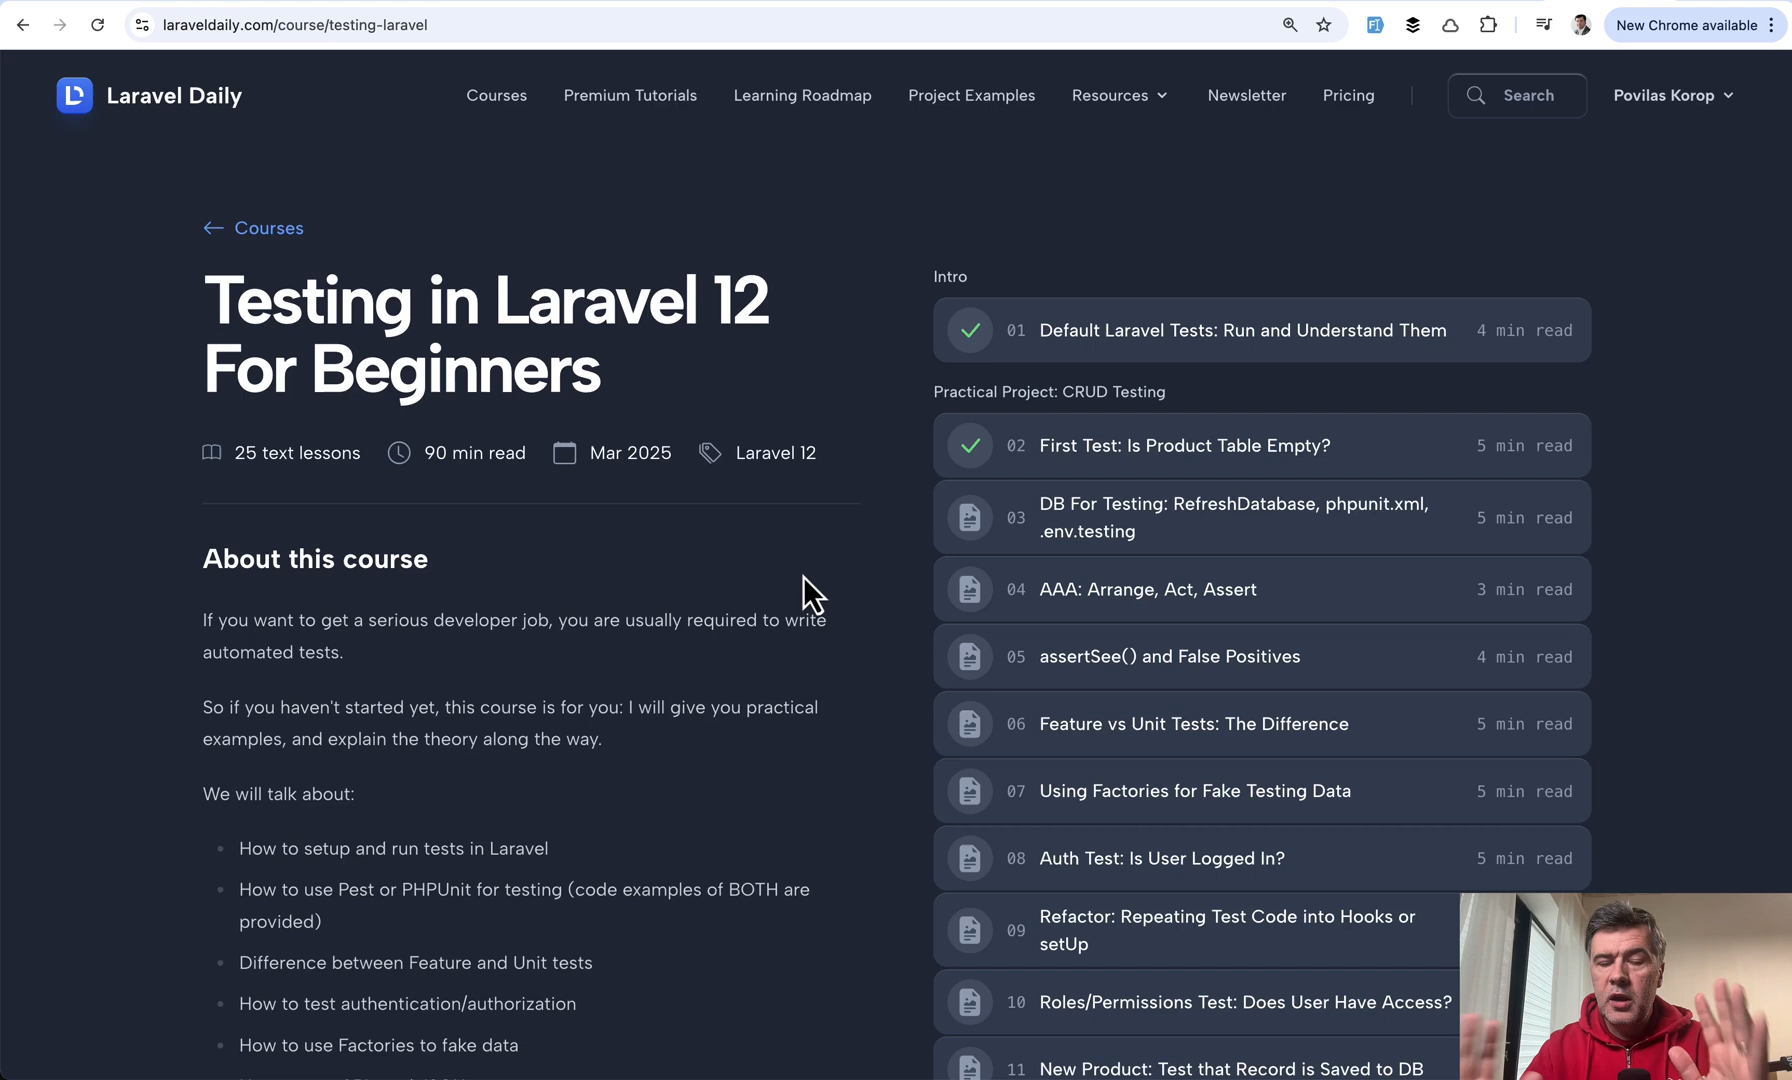 laraveldaily.com/course/testing-laravel
New Chrome available
Laravel Daily
Courses
Premium Tutorials
Learning Roadmap
Project Examples
Resources
Newsletter
Pricing
Search
Povilas Korop
← Courses
Testing in Laravel 12
For Beginners
25 text lessons
90 min read
Mar 2025
Laravel 12
About this course
If you want to get a serious developer job, you are usually required to write
automated tests.
So if you haven't started yet, this course is for you: I will give you practical
examples, and explain the theory along the way.
We will talk about:
• How to setup and run tests in Laravel
• How to use Pest or PHPUnit for testing (code examples of BOTH are
provided)
• Difference between Feature and Unit tests
• How to test authentication/authorization
• How to use Factories to fake data
Intro
01 Default Laravel Tests: Run and Understand Them 4 min read
Practical Project: CRUD Testing
02 First Test: Is Product Table Empty? 5 min read
03 DB For Testing: RefreshDatabase, phpunit.xml,
.env.testing 5 min read
04 AAA: Arrange, Act, Assert 3 min read
05 assertSee() and False Positives 4 min read
06 Feature vs Unit Tests: The Difference 5 min read
07 Using Factories for Fake Testing Data 5 min read
08 Auth Test: Is User Logged In? 5 min read
09 Refactor: Repeating Test Code into Hooks or
setUp
10 Roles/Permissions Test: Does User Have Access?
11 New Product: Test that Record is Saved to DB